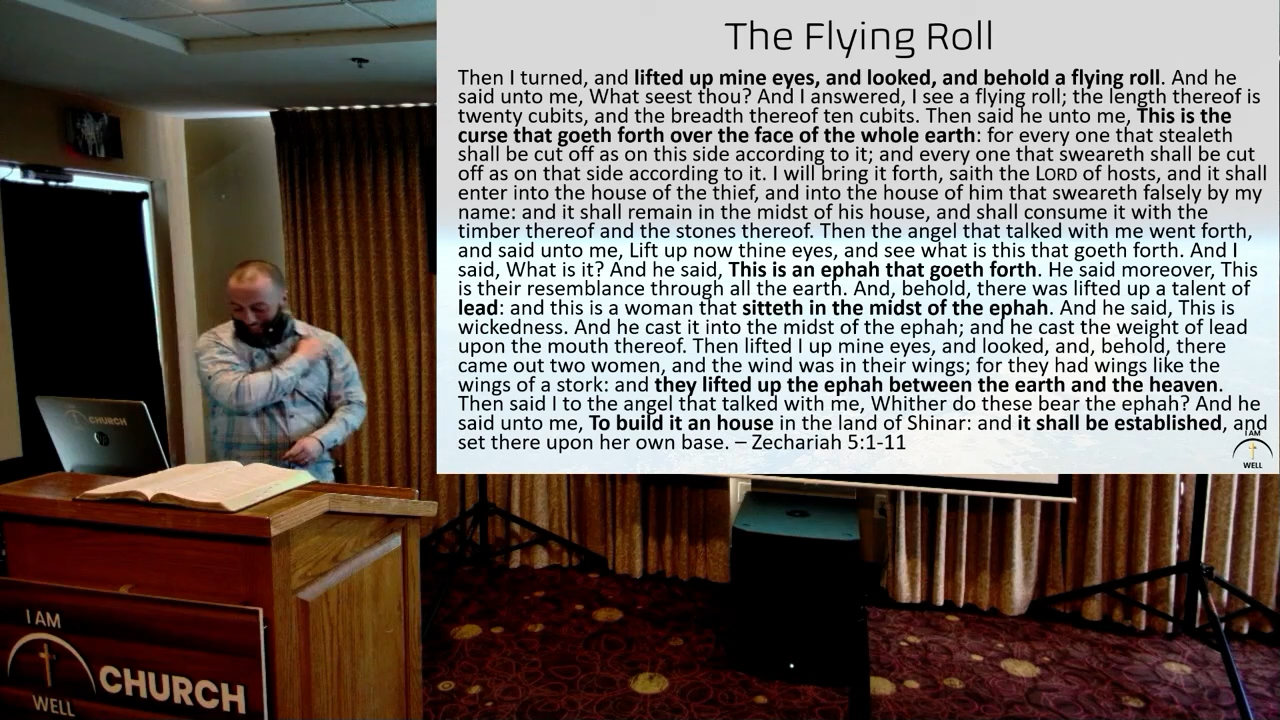 The Flying Roll
Then I turned, and lifted up mine eyes, and looked, and behold a flying roll. And he
said unto me, What seest thou? And I answered, I see a flying roll; the length thereof is
twenty cubits, and the breadth thereof ten cubits. Then said he unto me, This is the
curse that goeth forth over the face of the whole earth: for every one that stealeth
shall be cut off as on this side according to it; and every one that sweareth shall be cut
off as on that side according to it. I will bring it forth, saith the LORD of hosts, and it shall
enter into the house of the thief, and into the house of him that sweareth falsely by my
name: and it shall remain in the midst of his house, and shall consume it with the
timber thereof and the stones thereof. Then the angel that talked with me went forth,
and said unto me, Lift up now thine eyes, and see what is this that goeth forth. And I
said, What is it? And he said, This is an ephah that goeth forth. He said moreover, This
is their resemblance through all the earth. And, behold, there was lifted up a talent of
lead: and this is a woman that sitteth in the midst of the ephah. And he said, This is
wickedness. And he cast it into the midst of the ephah; and he cast the weight of lead
upon the mouth thereof. Then lifted I up mine eyes, and looked, and, behold, there
came out two women, and the wind was in their wings; for they had wings like the
wings of a stork: and they lifted up the ephah between the earth and the heaven.
Then said I to the angel that talked with me, Whither do these bear the ephah? And he
said unto me, To build it an house in the land of Shinar: and it shall be established, and
set there upon her own base. – Zechariah 5:1-11
I AM
WELL
CHURCH
hp
I AM
CHURCH
WELL